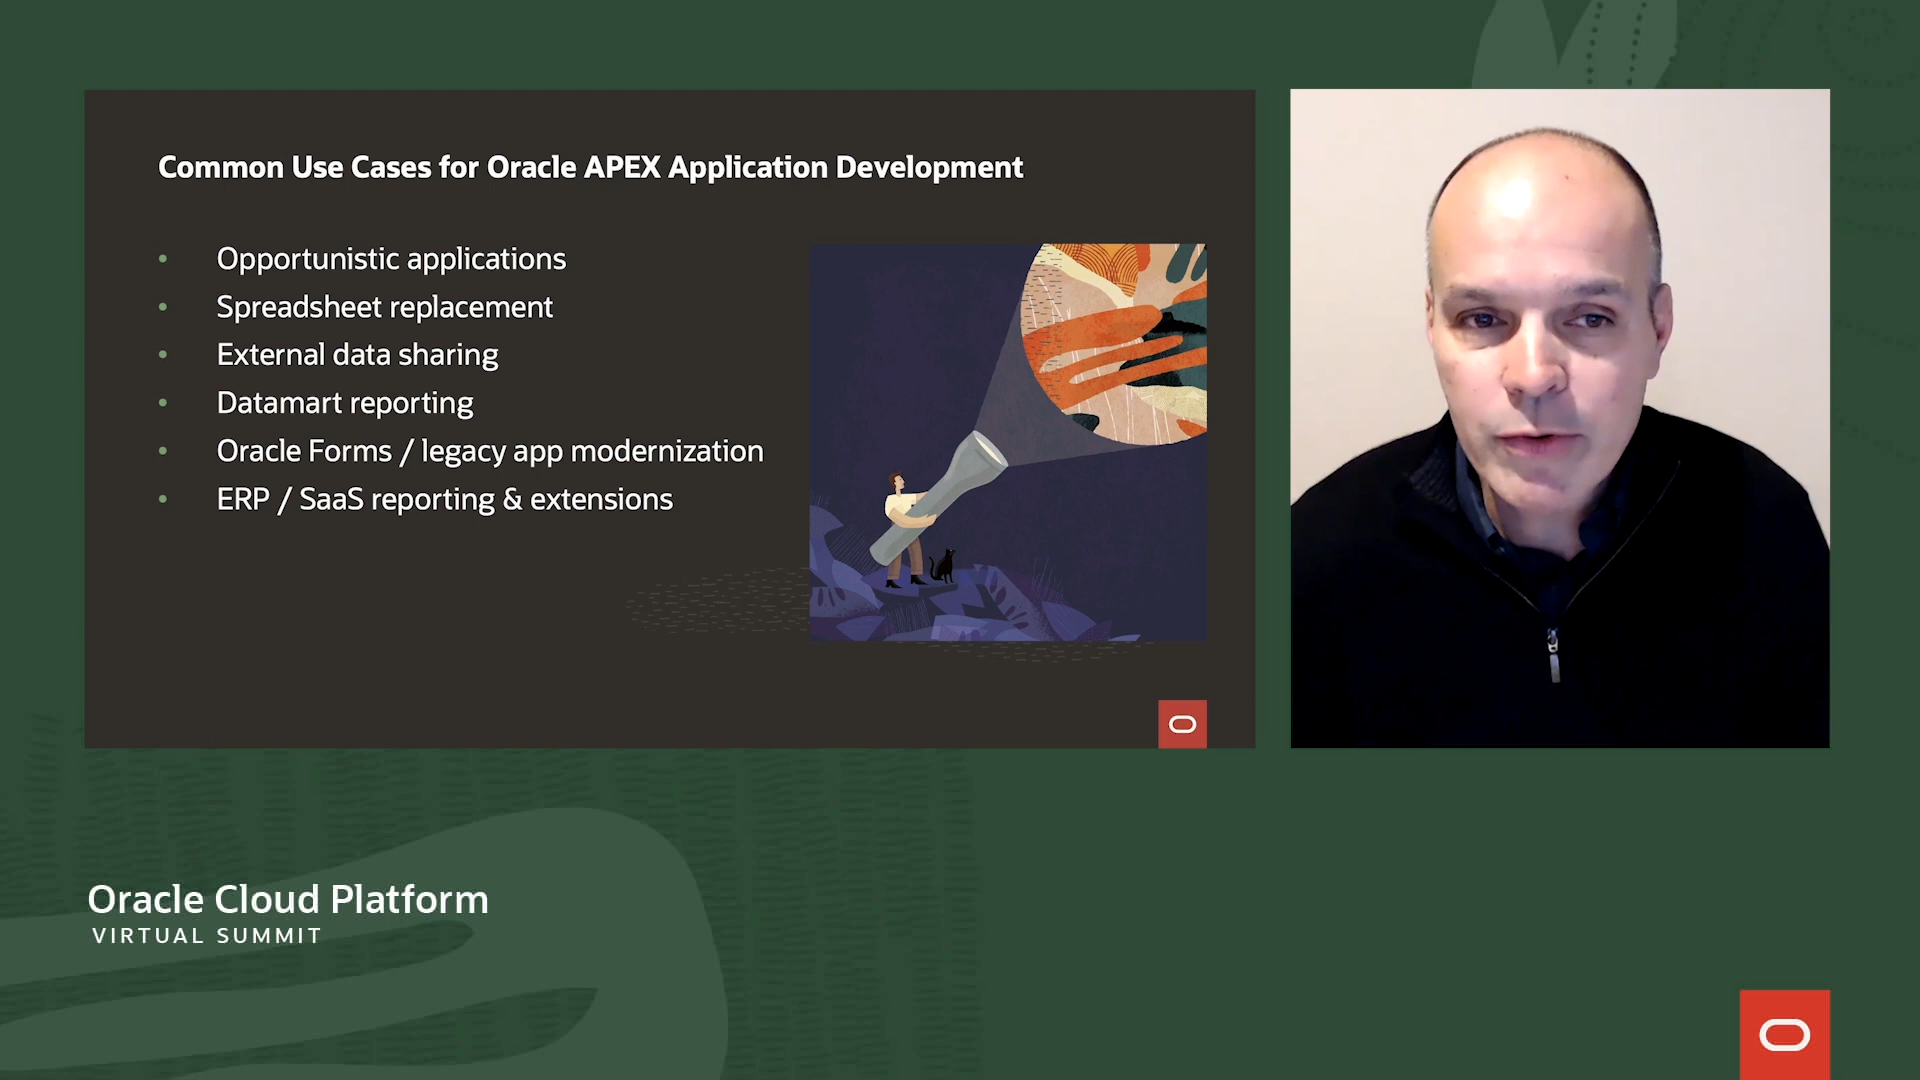 Common Use Cases for Oracle APEX Application Development
• Opportunistic applications
• Spreadsheet replacement
• External data sharing
• Datamart reporting
• Oracle Forms / legacy app modernization
• ERP / SaaS reporting & extensions
Oracle Cloud Platform
VIRTUAL SUMMIT